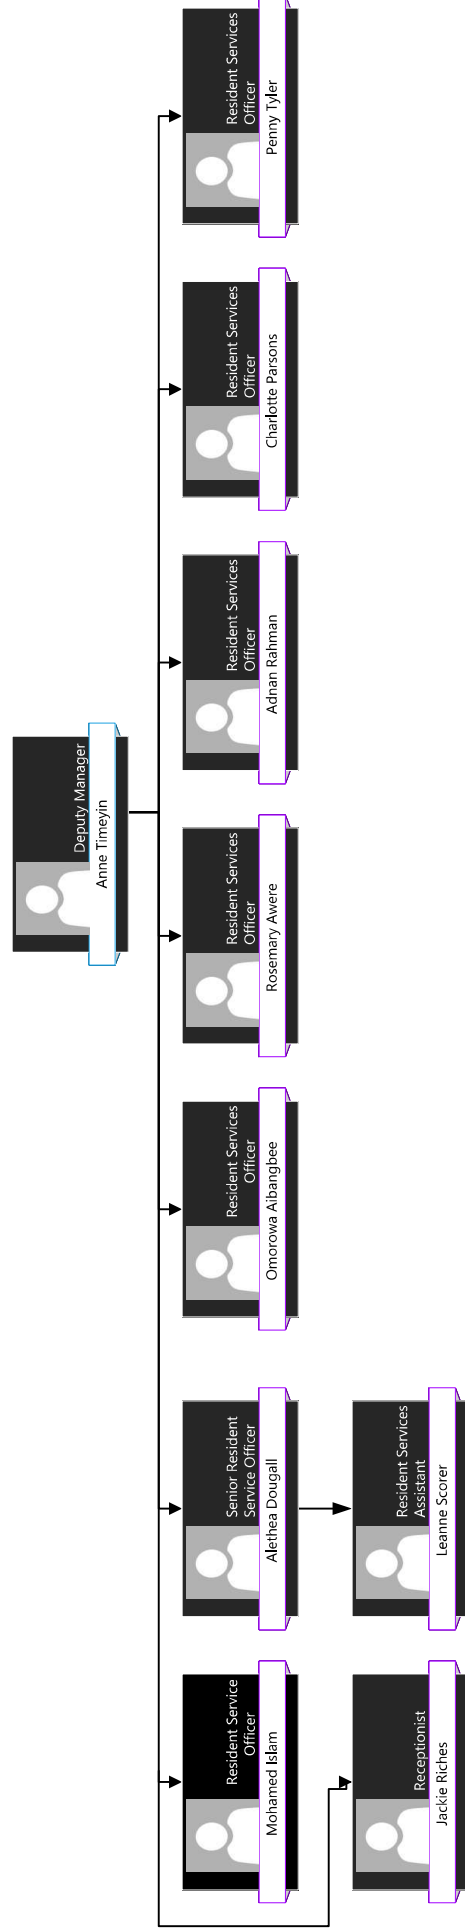 Deputy Manager
Anne Timeyin
Resident Service
Officer
Mohamed Islam
Senior Resident
Service Officer
Alethea Dougall
Resident Services
Officer
Omorowa Aibangbee
Resident Services
Officer
Rosemary Awere
Resident Services
Officer
Adnan Rahman
Resident Services
Officer
Charlotte Parsons
Resident Services
Officer
Penny Tyler
Receptionist
Jackie Riches
Resident Services
Assistant
Leanne Scorer